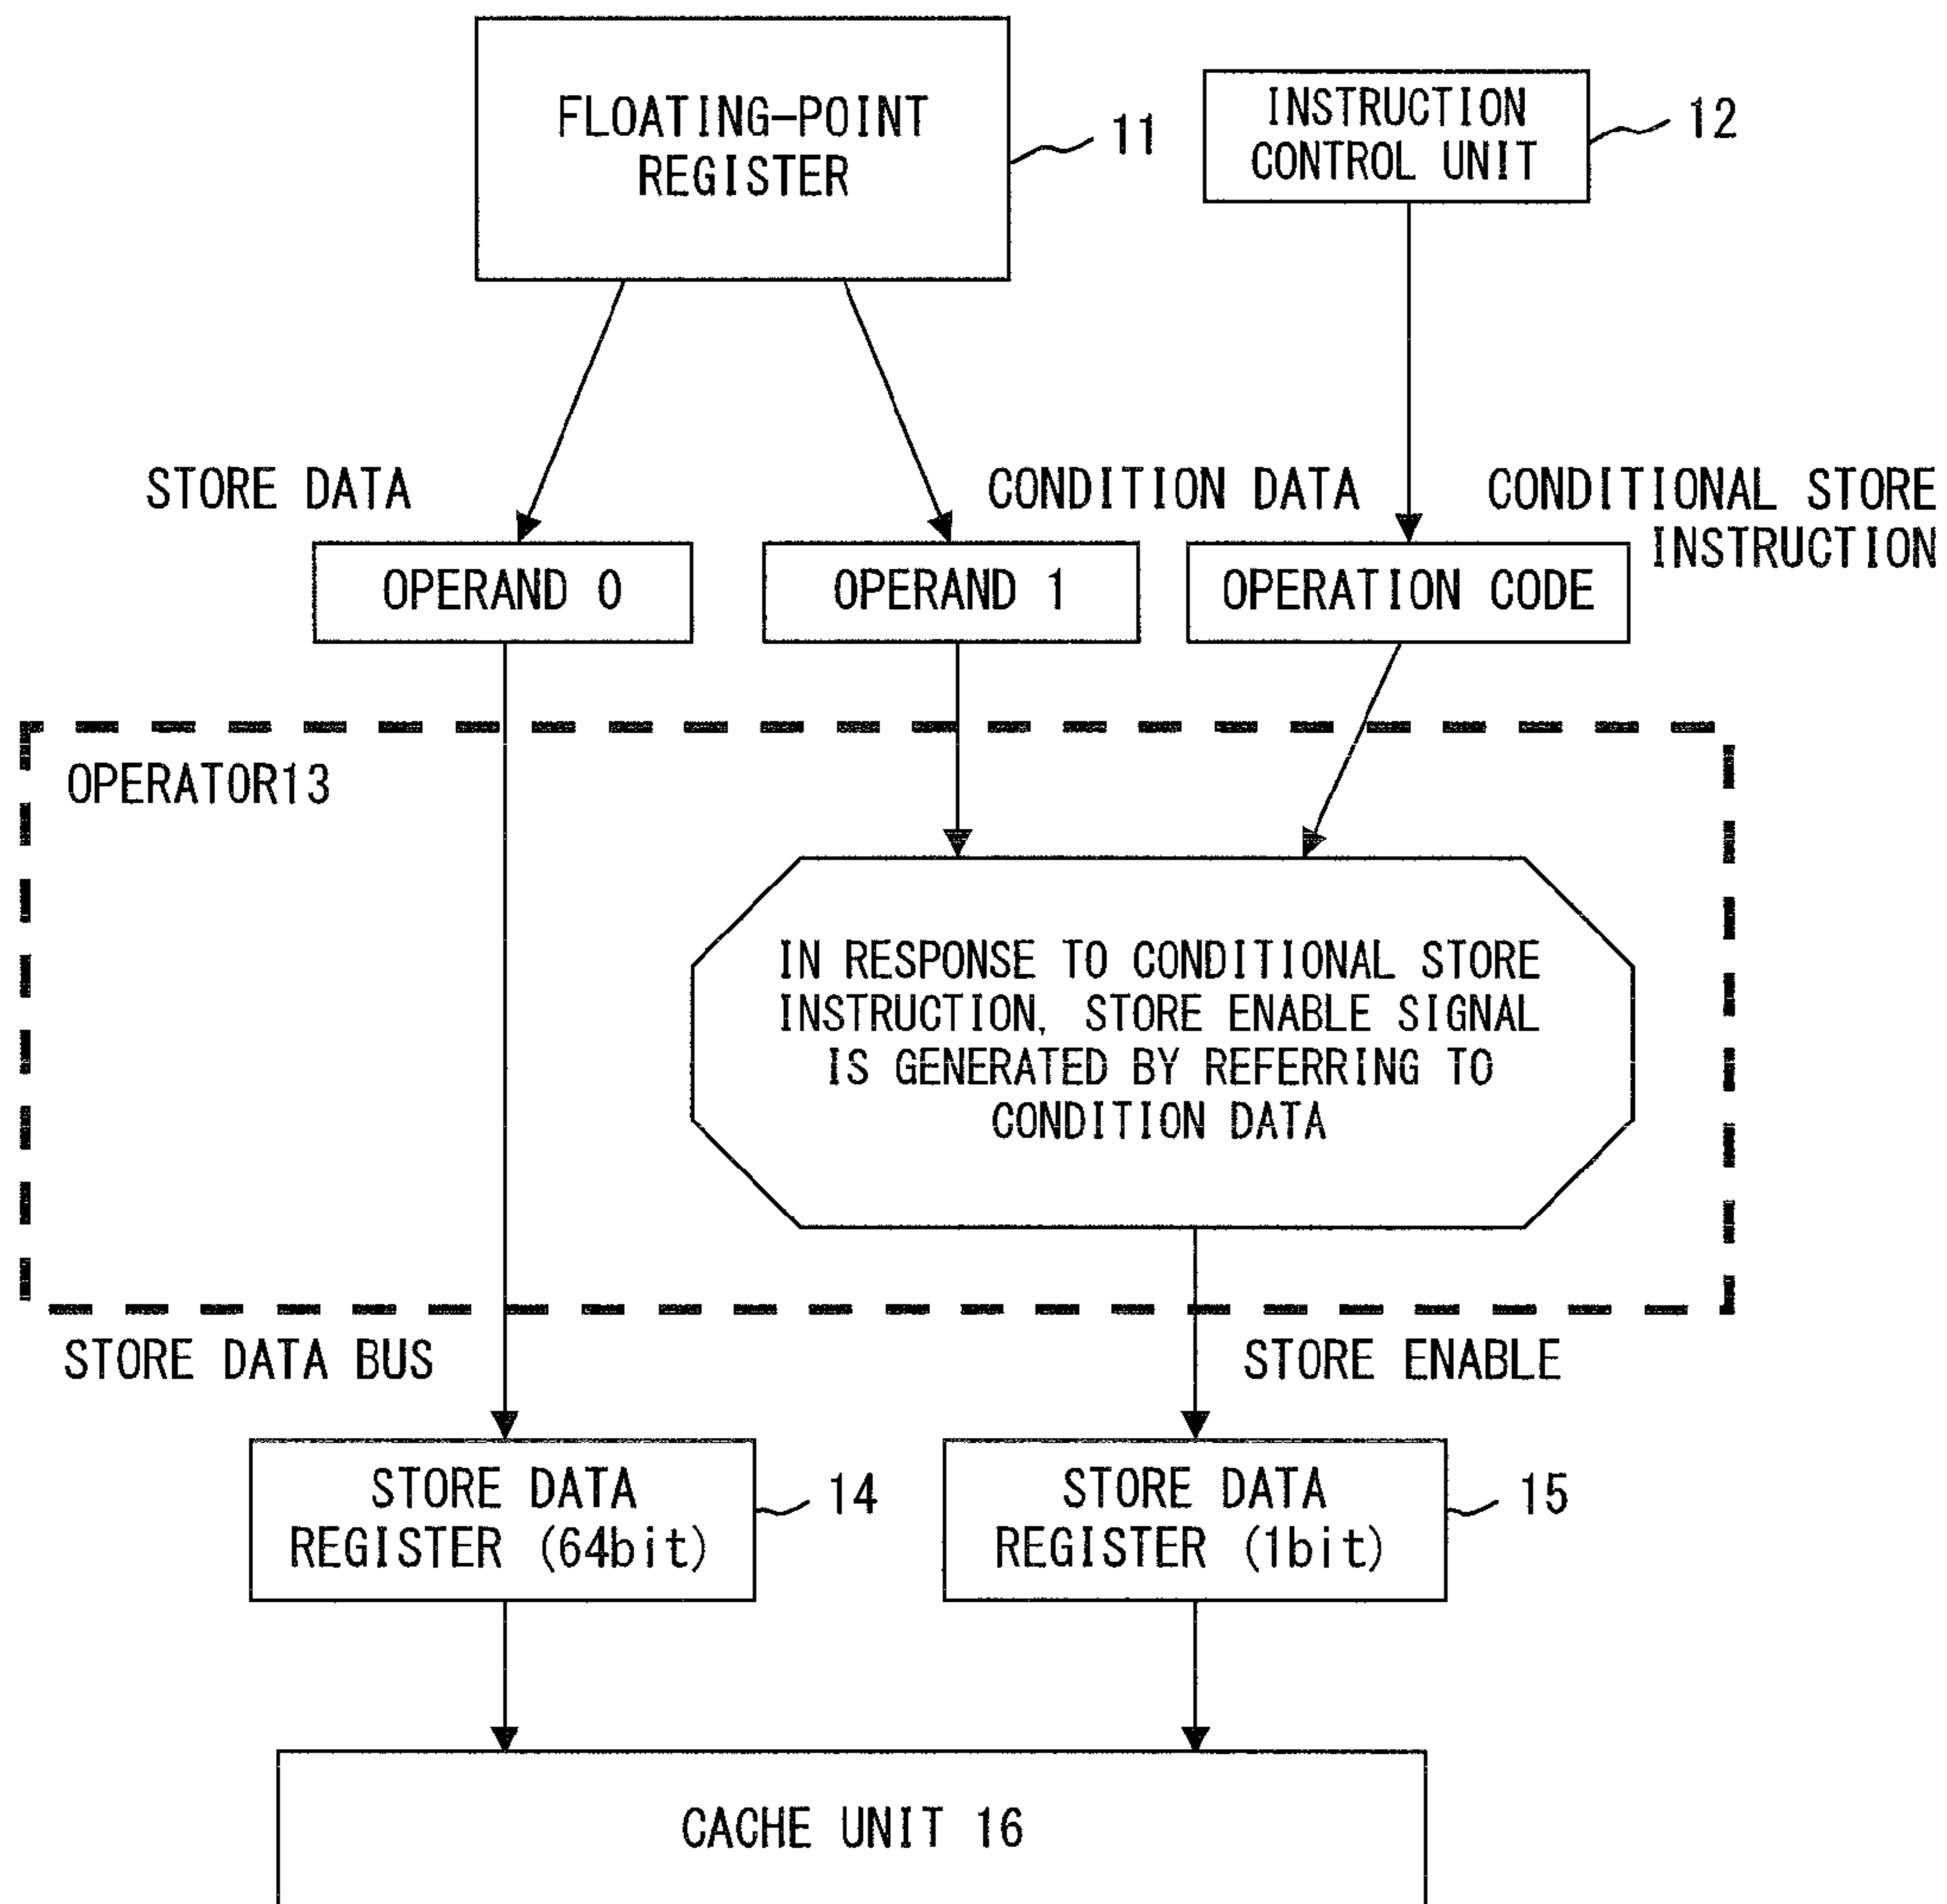 FLOATING-POINT
REGISTER
11
INSTRUCTION
CONTROL UNIT
12
STORE DATA
CONDITION DATA
CONDITIONAL STORE
INSTRUCTION
OPERAND 0
OPERAND 1
OPERATION CODE
OPERATOR13
IN RESPONSE TO CONDITIONAL STORE
INSTRUCTION, STORE ENABLE SIGNAL
IS GENERATED BY REFERRING TO
CONDITION DATA
STORE DATA BUS
STORE ENABLE
STORE DATA
REGISTER (64bit)
14
STORE DATA
REGISTER (1bit)
15
CACHE UNIT 16